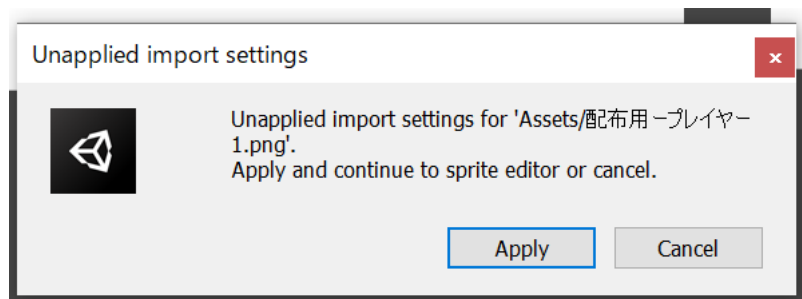 Unapplied import settings
Unapplied import settings for 'Assets/配布用ープレイヤー
1.png'.
Apply and continue to sprite editor or cancel.
Apply
Cancel